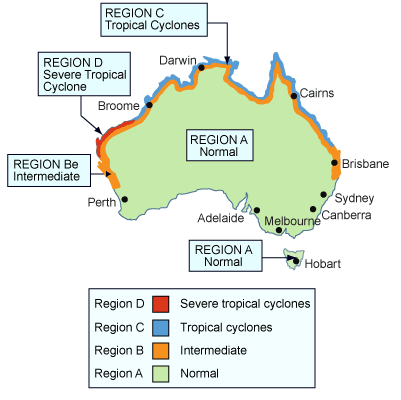 REGION C
Tropical Cyclones
Darwin
REGION D
Severe Tropical
Cyclone
Broome
Cairns
REGION A
Normal
REGION Be
Intermediate
Brisbane
Perth
Sydney
Adelaide
Melbourne
Canberra
REGION A
Normal
Hobart
Region D Severe tropical cyclones
Region C Tropical cyclones
Region B Intermediate
Region A Normal